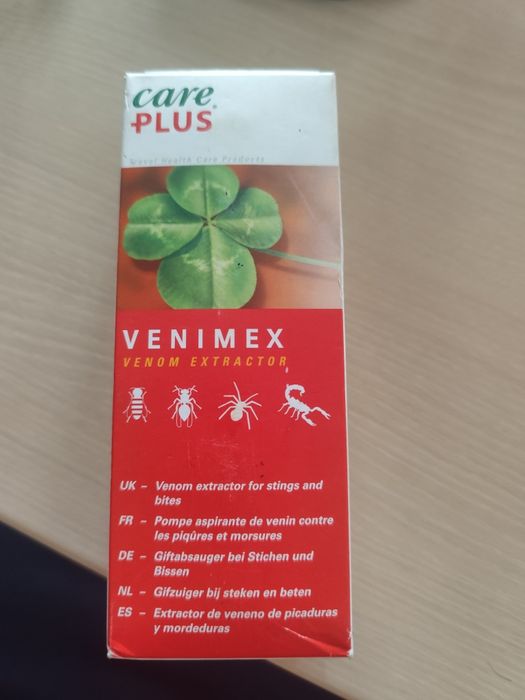 care
PLUS
Travel Health Care Products
VENIMEX
VENOM EXTRACTOR
UK – Venom extractor for stings and
bites
FR – Pompe aspirante de venin contre
les piqûres et morsures
DE – Giftabsauger bei Stichen und
Bissen
NL – Gifzuiger bij steken en beten
ES – Extractor de veneno de picaduras
y mordeduras